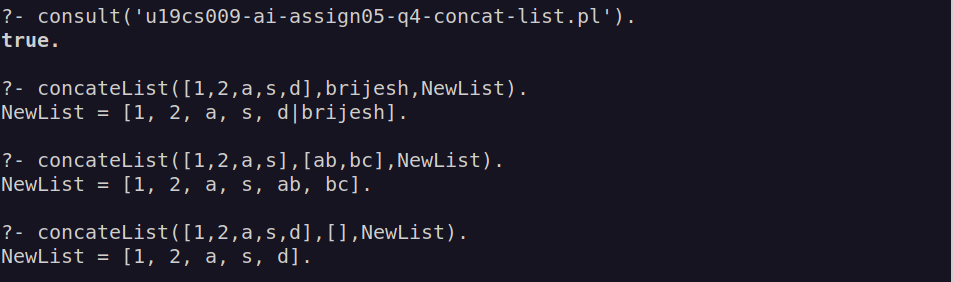 ?- consult('u19cs009-ai-assign05-q4-concat-list.pl').
true.
?- concateList([1,2,a,s,d],brijesh,NewList).
NewList = [1, 2, a, s, d|brijesh].
?- concateList([1,2,a,s],[ab,bc],NewList).
NewList = [1, 2, a, s, ab, bc].
?- concateList([1,2,a,s,d],[],NewList).
NewList = [1, 2, a, s, d].